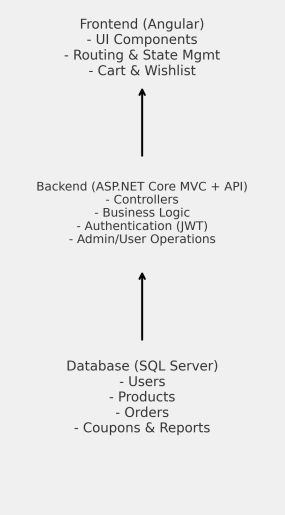 Frontend (Angular)
- UI Components
- Routing & State Mgmt
- Cart & Wishlist
Backend (ASP.NET Core MVC + API)
- Controllers
- Business Logic
- Authentication (JWT)
- Admin/User Operations
Database (SQL Server)
- Users
- Products
- Orders
- Coupons & Reports